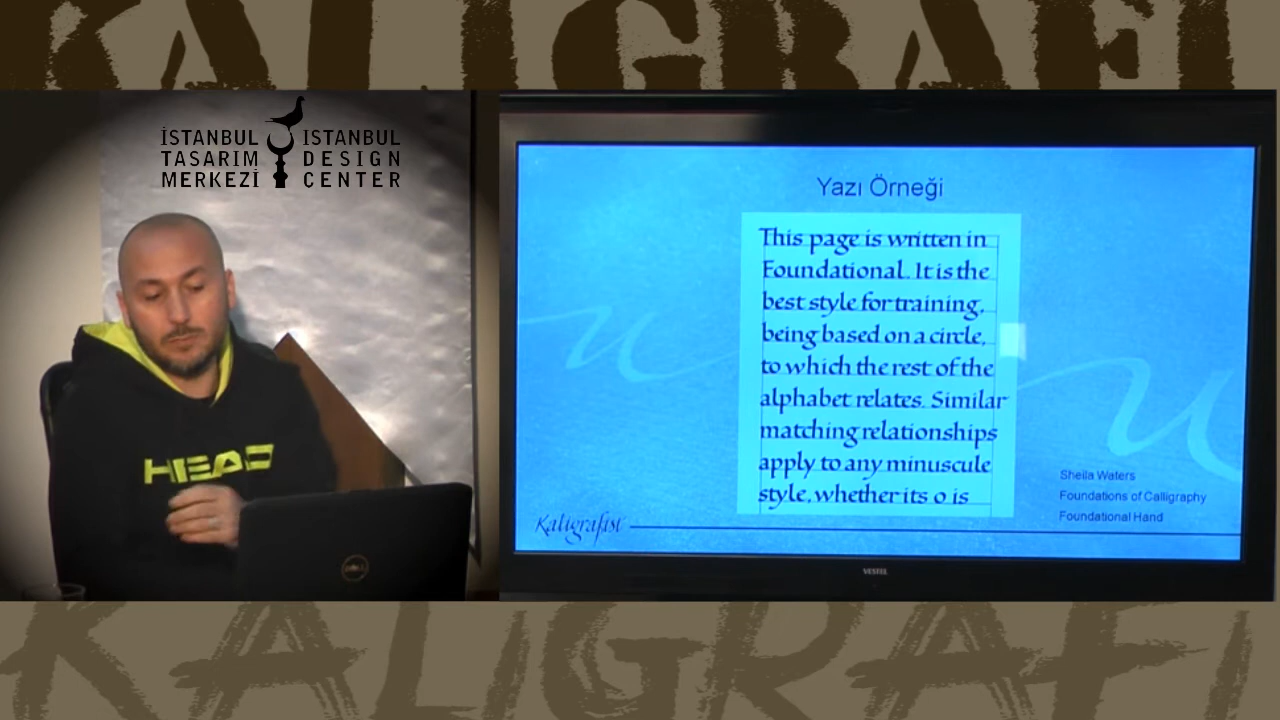 KALIGRAFI
İSTANBUL
TASARIM
MERKEZİ
ISTANBUL
DESIGN
CENTER
HEAD
DELL
Yazı Örneği
This page is written in
Foundational. It is the
best style for training,
being based on a circle,
to which the rest of the
alphabet relates. Similar
matching relationships
apply to any minuscule
style, whether its o is
Sheila Waters
Foundations of Calligraphy
Foundational Hand
Kaligrafist
VESTEL
KALIGRAFI